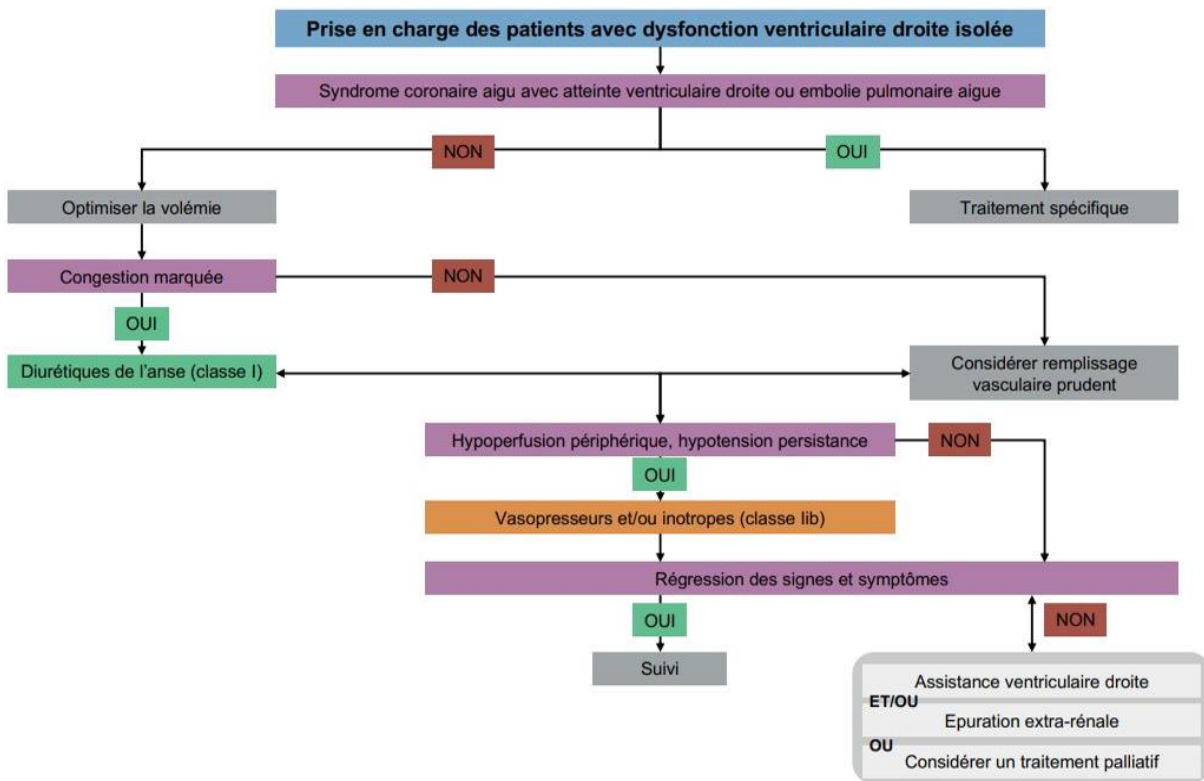 Prise en charge des patients avec dysfonction ventriculaire droite isolée
Syndrome coronaire aigu avec atteinte ventriculaire droite ou embolie pulmonaire aigue
NON
OUI
Optimiser la volémie
Traitement spécifique
Congestion marquée
NON
OUI
Diurétiques de l'anse (classe I)
Considérer remplissage
vasculaire prudent
Hypoperfusion périphérique, hypotension persistance
NON
OUI
Vasopresseurs et/ou inotropes (classe Iib)
Régression des signes et symptômes
OUI
NON
Suivi
Assistance ventriculaire droite
ET/OU
Epuration extra-rénale
OU
Considérer un traitement palliatif